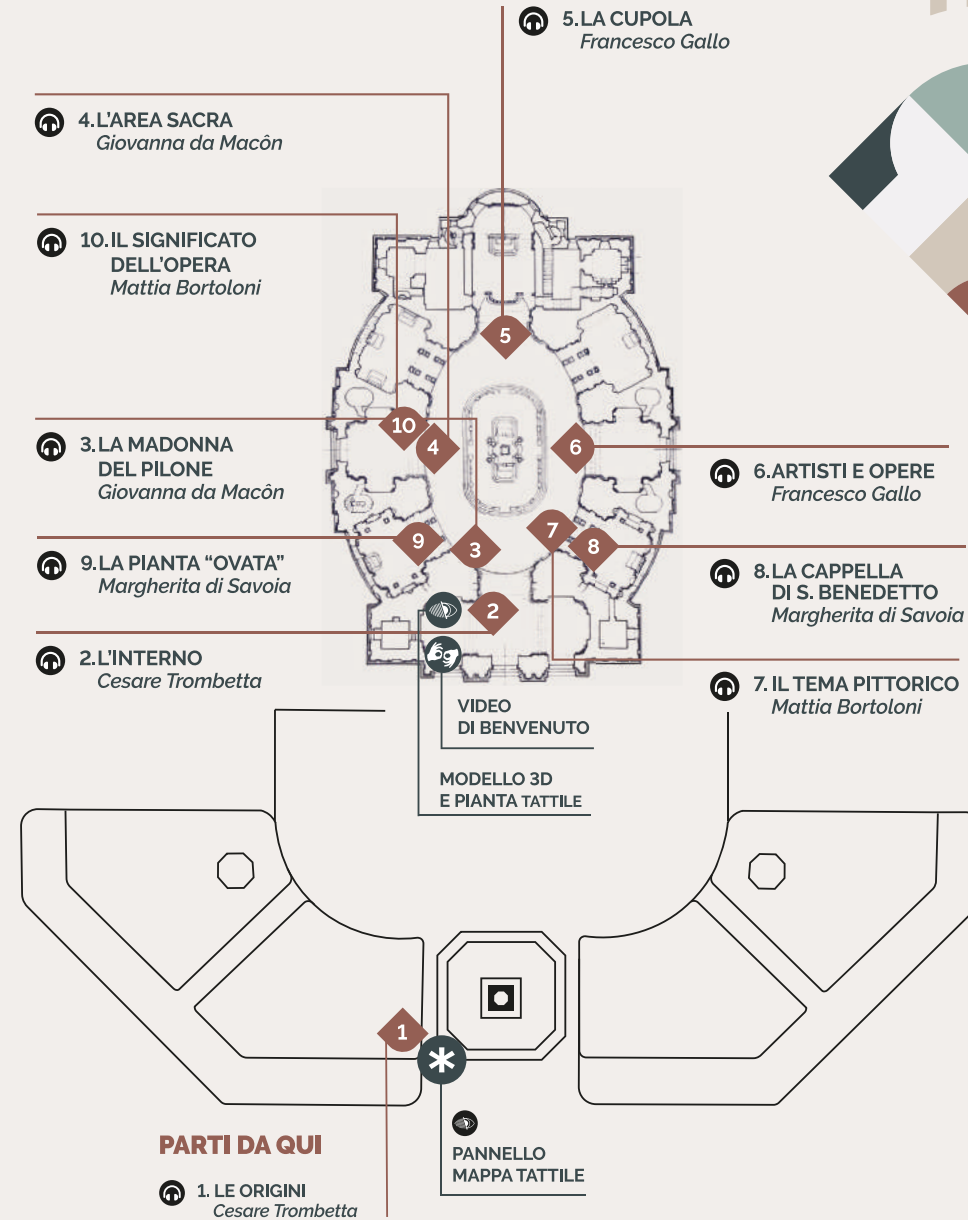 5. LA CUPOLA
Francesco Gallo
4. L'AREA SACRA
Giovanna da Macôn
10. IL SIGNIFICATO
DELL'OPERA
Mattia Bortoloni
3. LA MADONNA
DEL PILONE
Giovanna da Macôn
9. LA PIANTA “OVATA”
Margherita di Savoia
2. L'INTERNO
Cesare Trombetta
5
10
4
6
9
3
7
8
2
6. ARTISTI E OPERE
Francesco Gallo
8. LA CAPPELLA
DI S. BENEDETTO
Margherita di Savoia
7. IL TEMA PITTORICO
Mattia Bortoloni
VIDEO
DI BENVENUTO
MODELLO 3D
E PIANTA TATTILE
1
PARTI DA QUI
1. LE ORIGINI
Cesare Trombetta
PANNELLO
MAPPA TATTILE